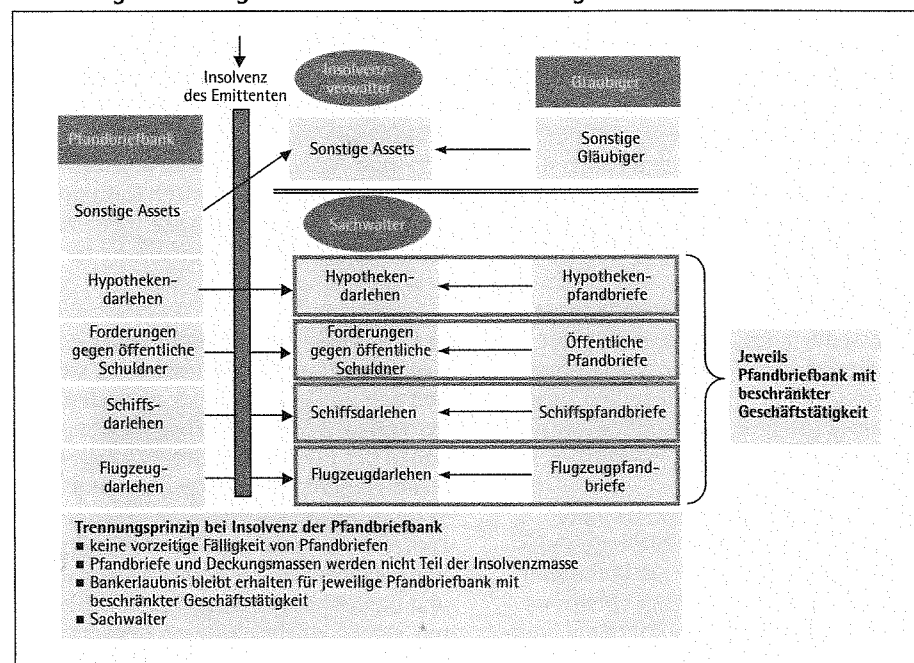 Insolvenz
des Emittenten
Insolvenz-
verwalter
Gläubiger
Pfandbriefbank
Sonstige Assets
Sonstige
Gläubiger
Sonstige Assets
Sachwalter
Hypotheken-
darlehen
Hypotheken-
darlehen
Hypotheken-
pfandbriefe
Forderungen
gegen öffentliche
Schuldner
Forderungen
gegen öffentliche
Schuldner
Öffentliche
Pfandbriefe
Schiffs-
darlehen
Schiffsdarlehen
Schiffspfandbriefe
Flugzeug-
darlehen
Flugzeugdarlehen
Flugzeugpfand-
briefe
Jeweils
Pfandbriefbank mit
beschränkter
Geschäftstätigkeit
Trennungsprinzip bei Insolvenz der Pfandbriefbank
■ keine vorzeitige Fälligkeit von Pfandbriefen
■ Pfandbriefe und Deckungsmassen werden nicht Teil der Insolvenzmasse
■ Bankerlaubnis bleibt erhalten für jeweilige Pfandbriefbank mit
beschränkter Geschäftstätigkeit
■ Sachwalter